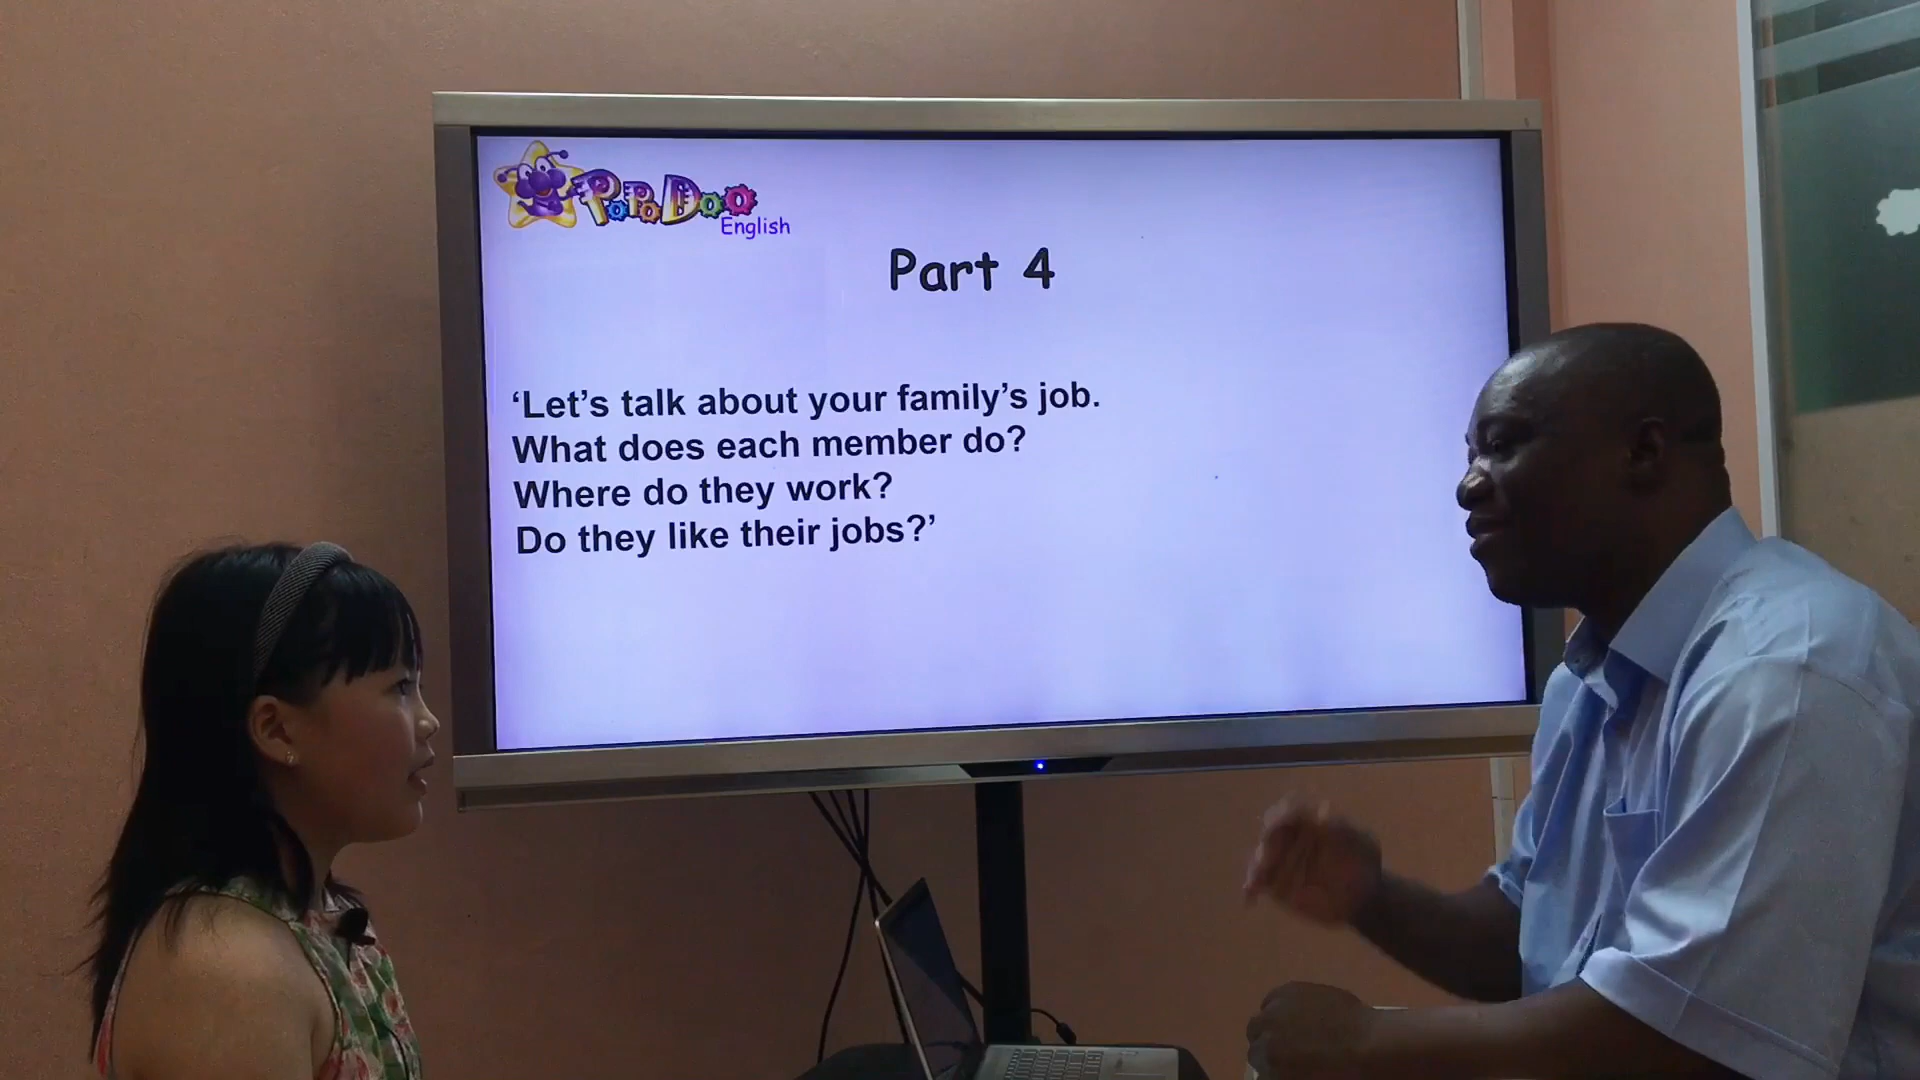 PoPoDoo
English
Part 4
‘Let’s talk about your family’s job.
What does each member do?
Where do they work?
Do they like their jobs?’